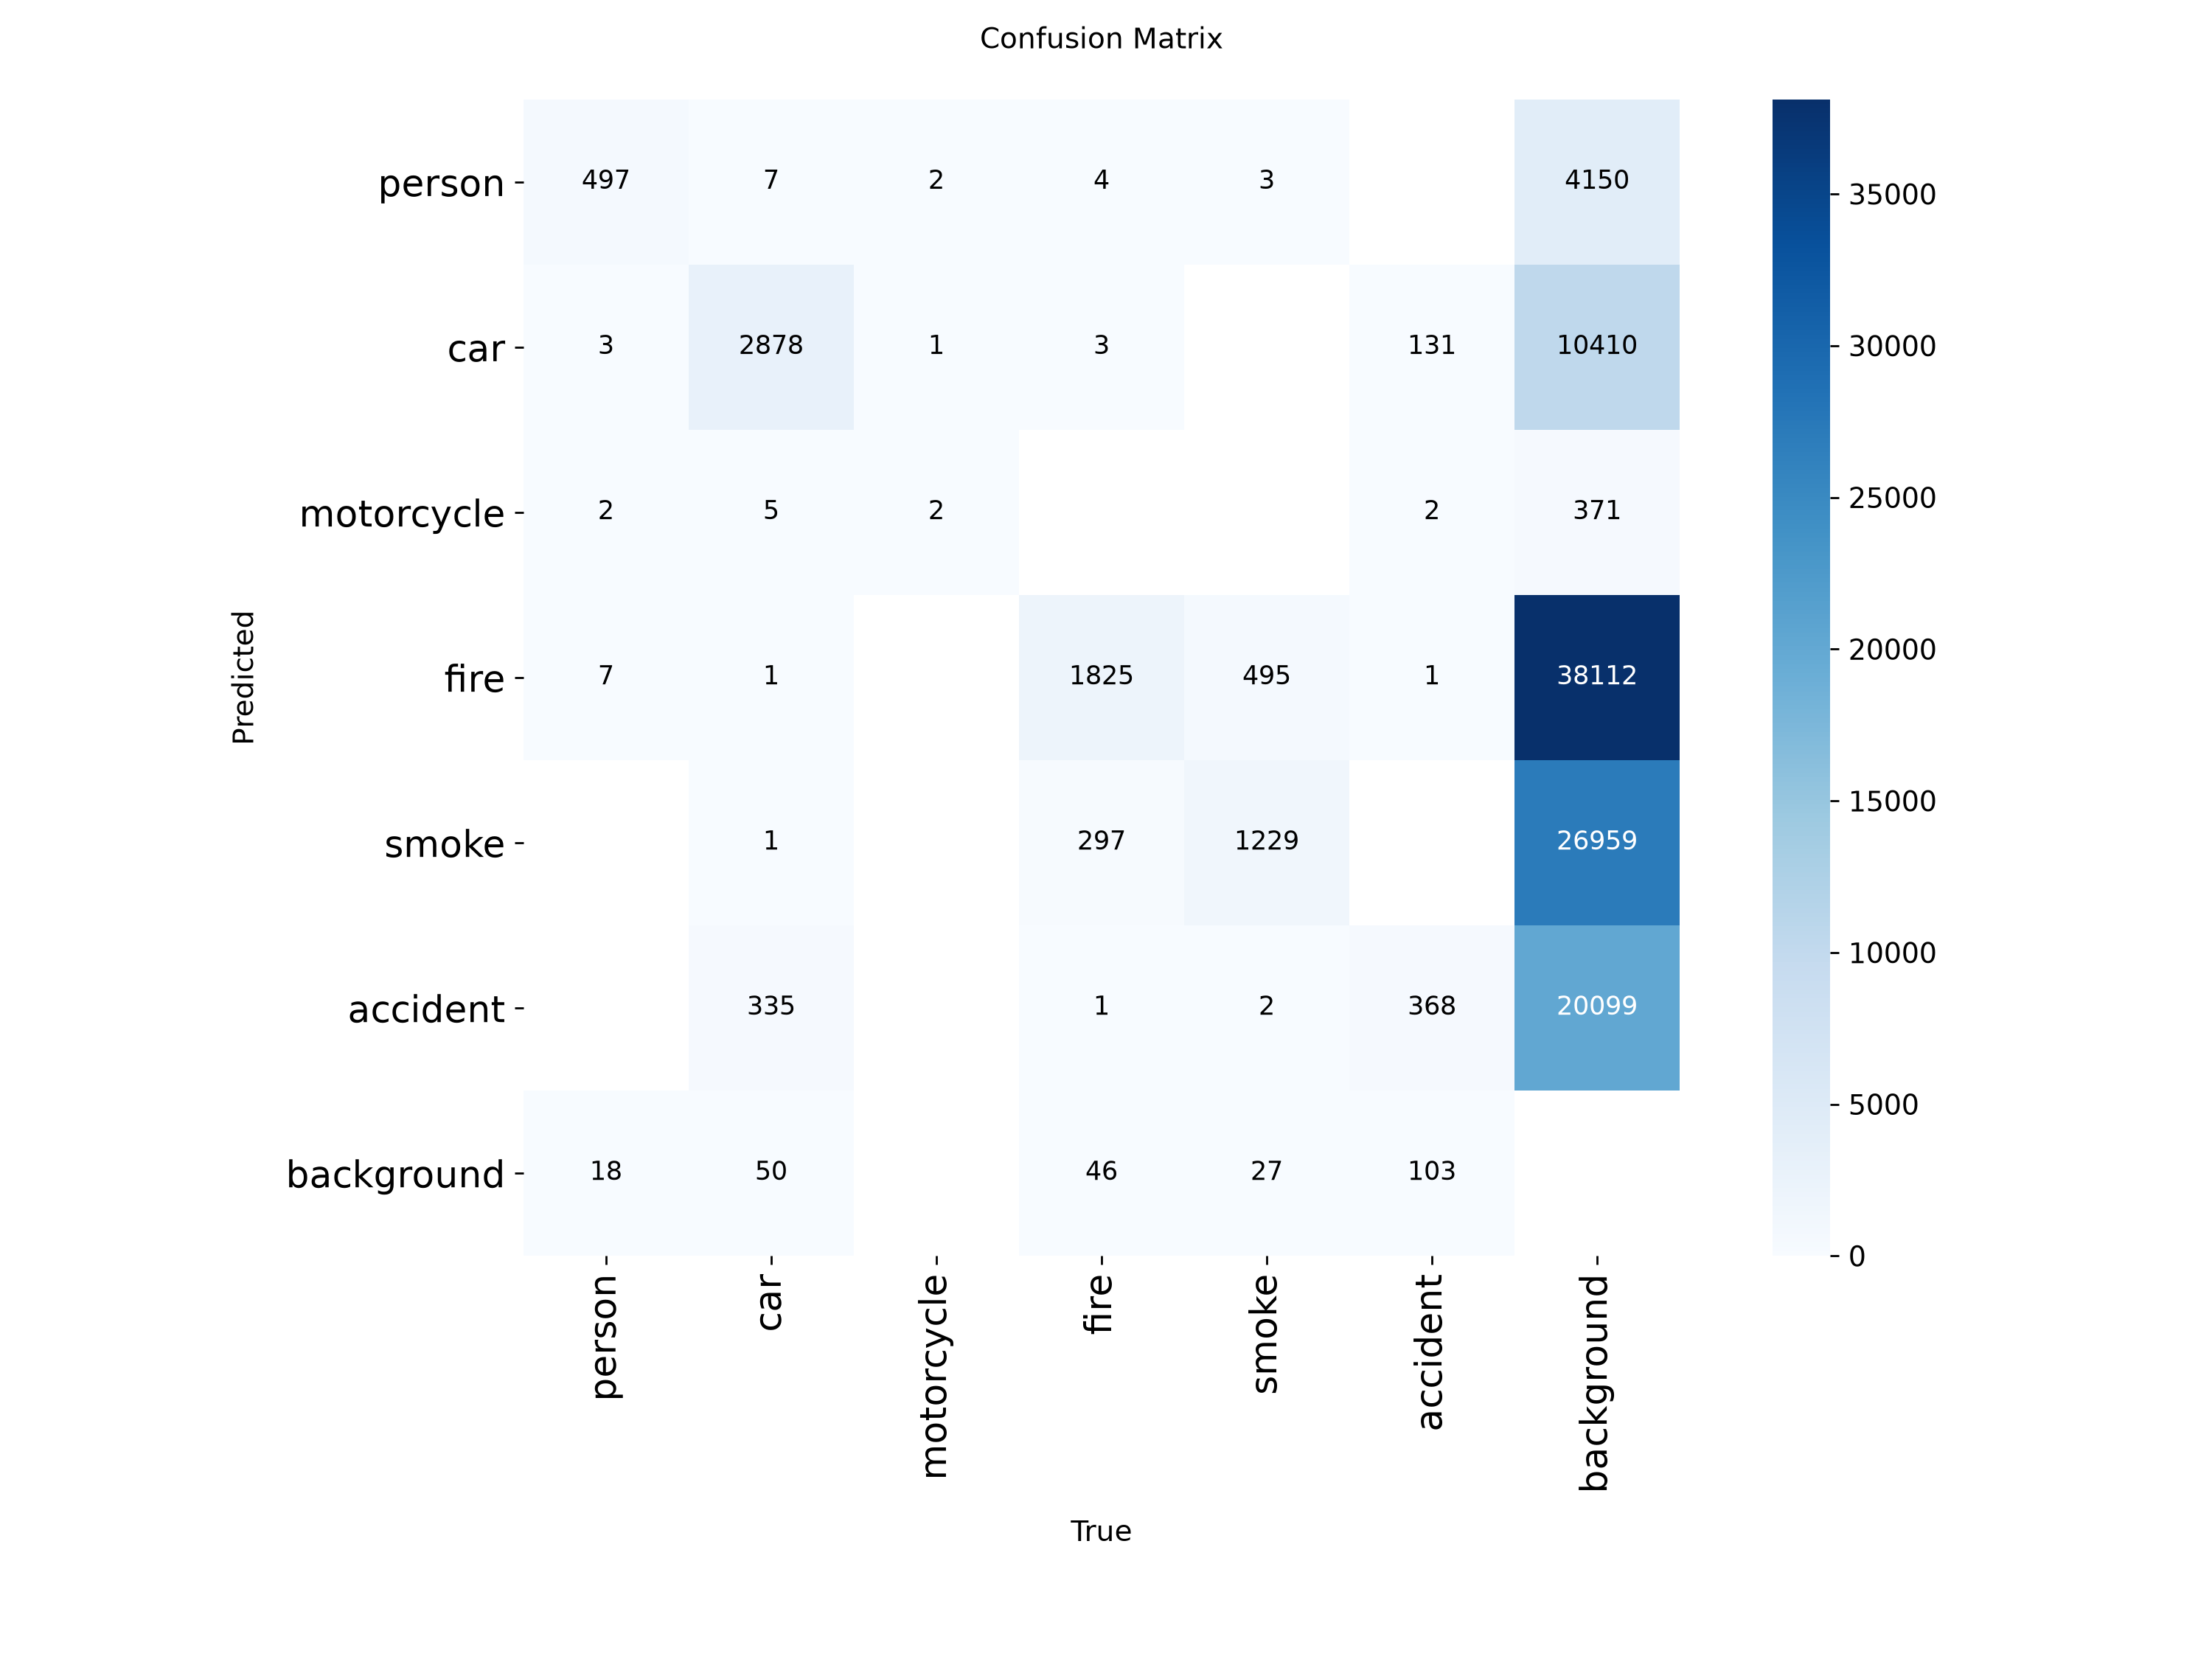 Confusion Matrix
person 497 7 2 4 3 4150
car 3 2878 1 3 131 10410
motorcycle 2 5 2 2 371
fire 7 1 1825 495 1 38112
smoke 1 297 1229 26959
accident 335 1 2 368 20099
background 18 50 46 27 103
person car motorcycle fire smoke accident background
Predicted
True
35000
30000
25000
20000
15000
10000
5000
0